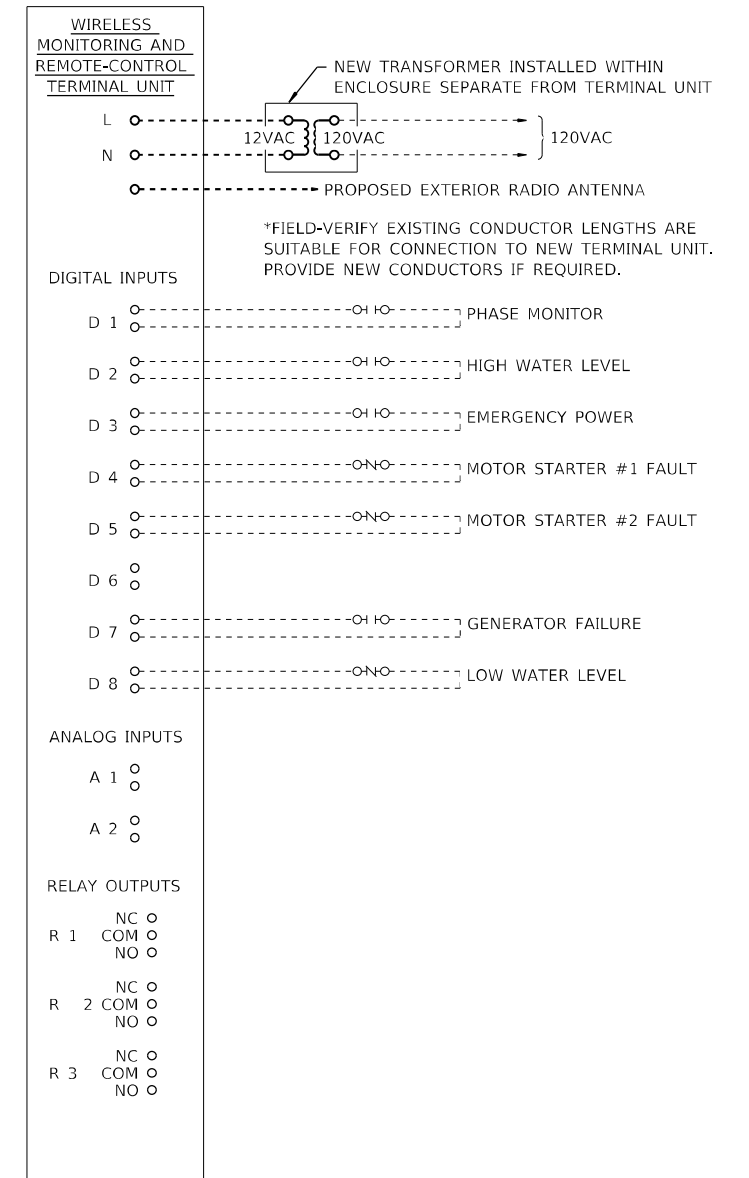 WIRELESS
MONITORING AND
REMOTE-CONTROL
TERMINAL UNIT
NEW TRANSFORMER INSTALLED WITHIN
ENCLOSURE SEPARATE FROM TERMINAL UNIT
L
12VAC
120VAC
120VAC
N
PROPOSED EXTERIOR RADIO ANTENNA
*FIELD-VERIFY EXISTING CONDUCTOR LENGTHS ARE
SUITABLE FOR CONNECTION TO NEW TERMINAL UNIT.
PROVIDE NEW CONDUCTORS IF REQUIRED.
DIGITAL INPUTS
D 1 PHASE MONITOR
D 2 HIGH WATER LEVEL
D 3 EMERGENCY POWER
D 4 MOTOR STARTER #1 FAULT
D 5 MOTOR STARTER #2 FAULT
D 6
D 7 GENERATOR FAILURE
D 8 LOW WATER LEVEL
ANALOG INPUTS
A 1
A 2
RELAY OUTPUTS
NC
R 1 COM
NO
NC
R 2 COM
NO
NC
R 3 COM
NO